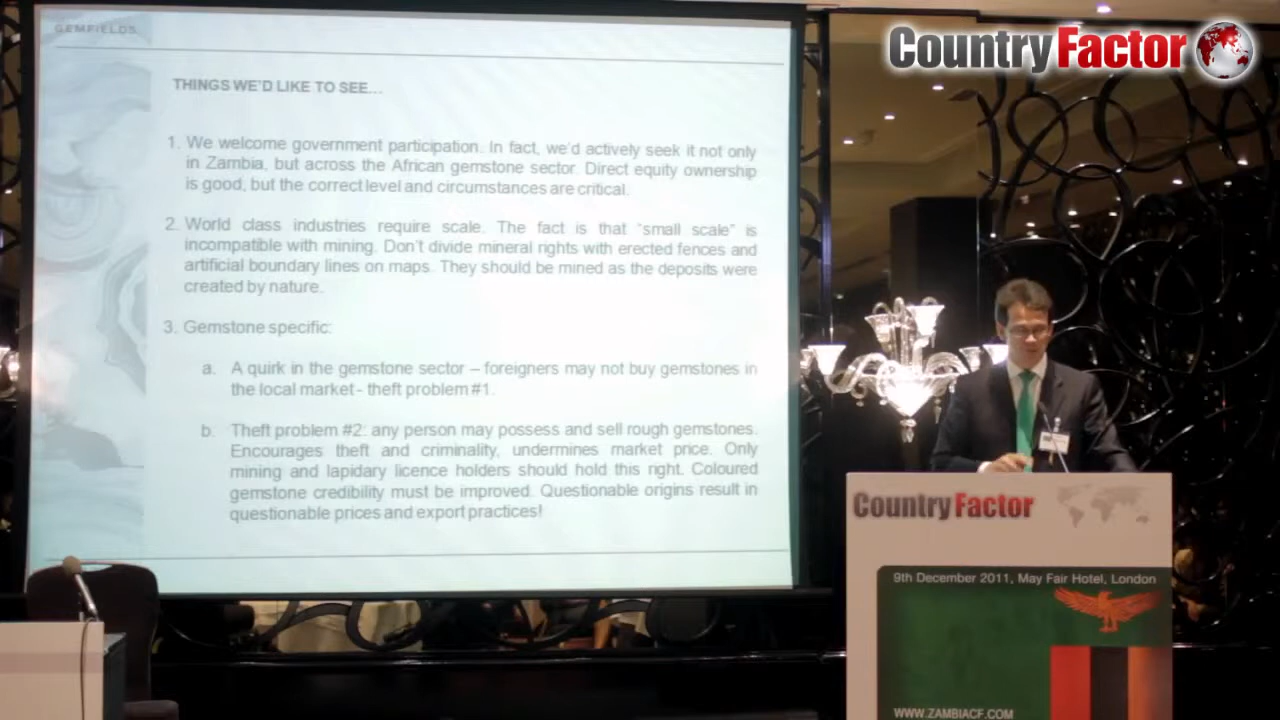 GEMFIELDS
THINGS WE'D LIKE TO SEE...
1. We welcome government participation. In fact, we'd actively seek it not only
in Zambia, but across the African gemstone sector. Direct equity ownership
is good, but the correct level and circumstances are critical.
2. World class industries require scale. The fact is that "small scale" is
incompatible with mining. Don't divide mineral rights with erected fences and
artificial boundary lines on maps. They should be mined as the deposits were
created by nature.
3. Gemstone specific:
a. A quirk in the gemstone sector – foreigners may not buy gemstones in
the local market - theft problem #1.
b. Theft problem #2: any person may possess and sell rough gemstones.
Encourages theft and criminality, undermines market price. Only
mining and lapidary licence holders should hold this right. Coloured
gemstone credibility must be improved. Questionable origins result in
questionable prices and export practices!
CountryFactor
CountryFactor
9th December 2011, May Fair Hotel, London
WWW.ZAMBIACF.COM